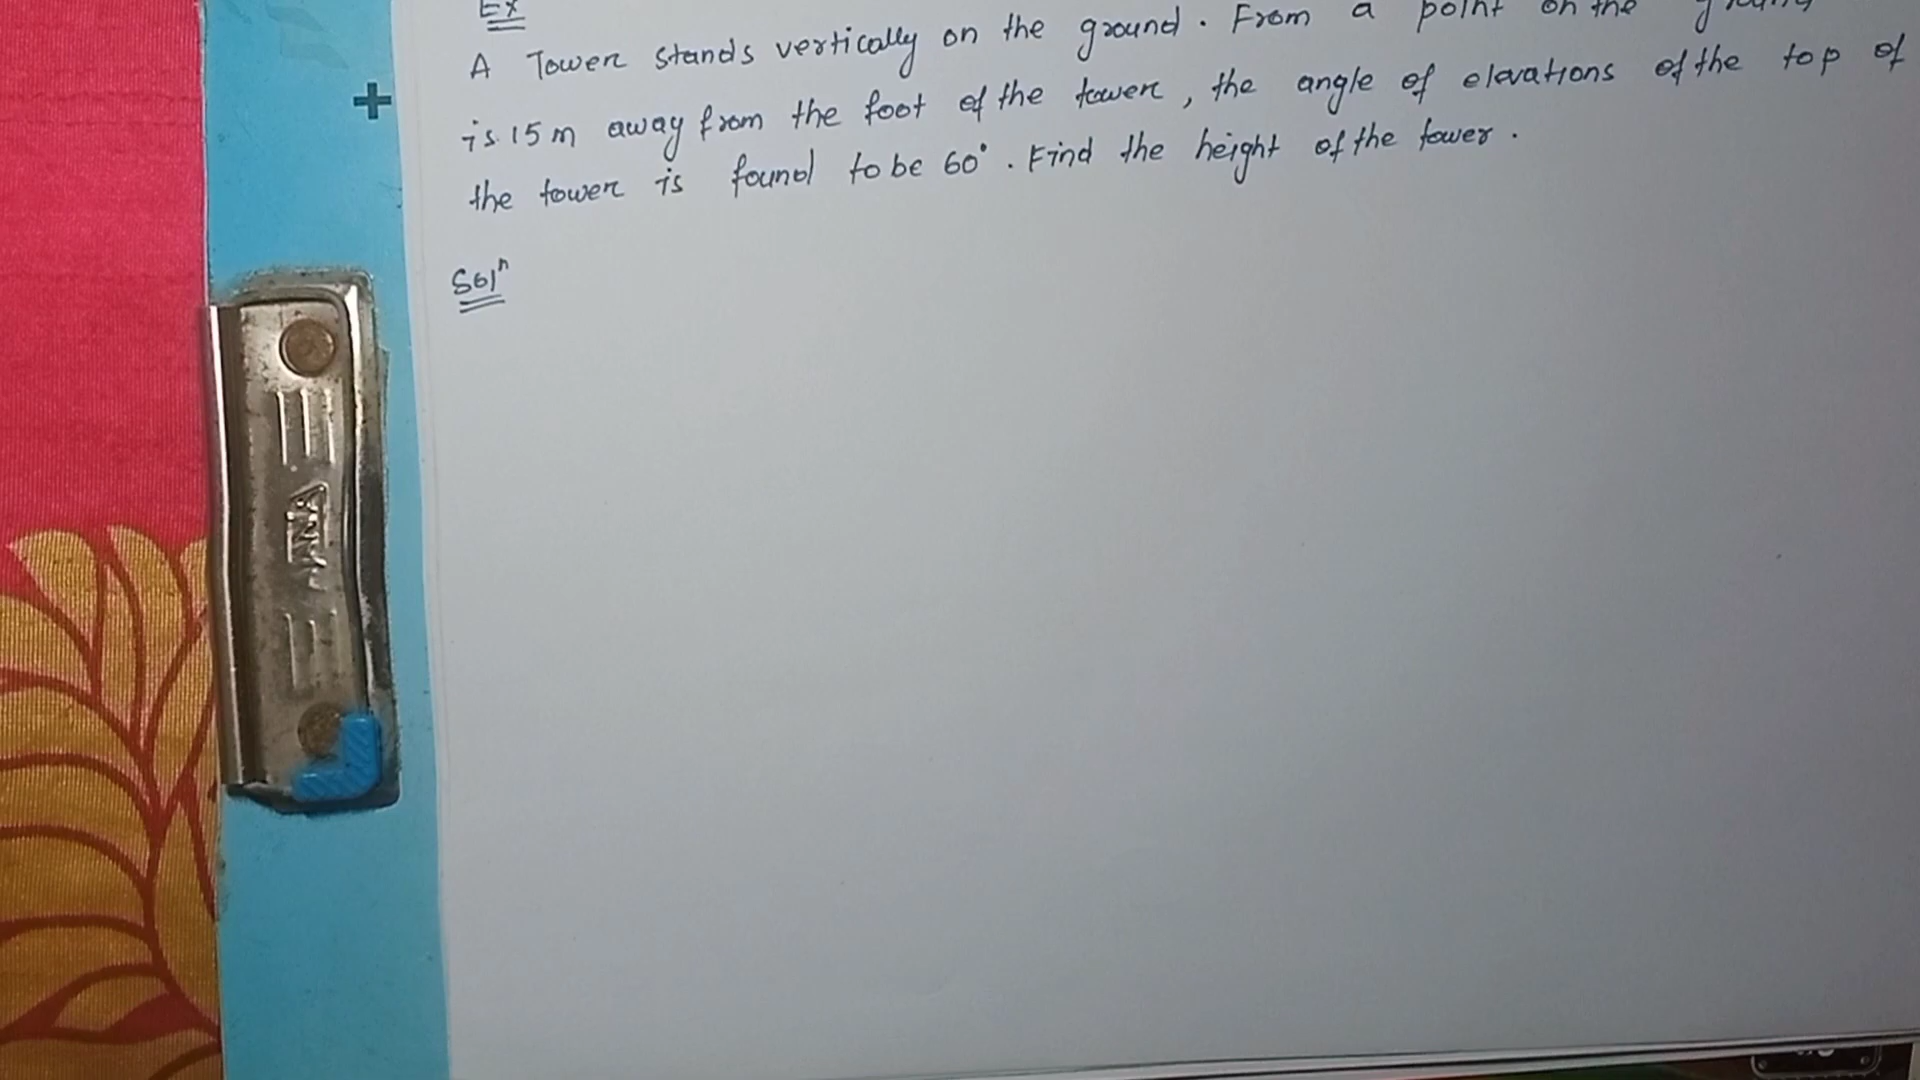 Ex
A Tower stands vertically on the ground. From a point on the ground
is 15 m away from the foot of the tower, the angle of elevations of the top of
the tower is found to be 60°. Find the height of the tower.
Solⁿ